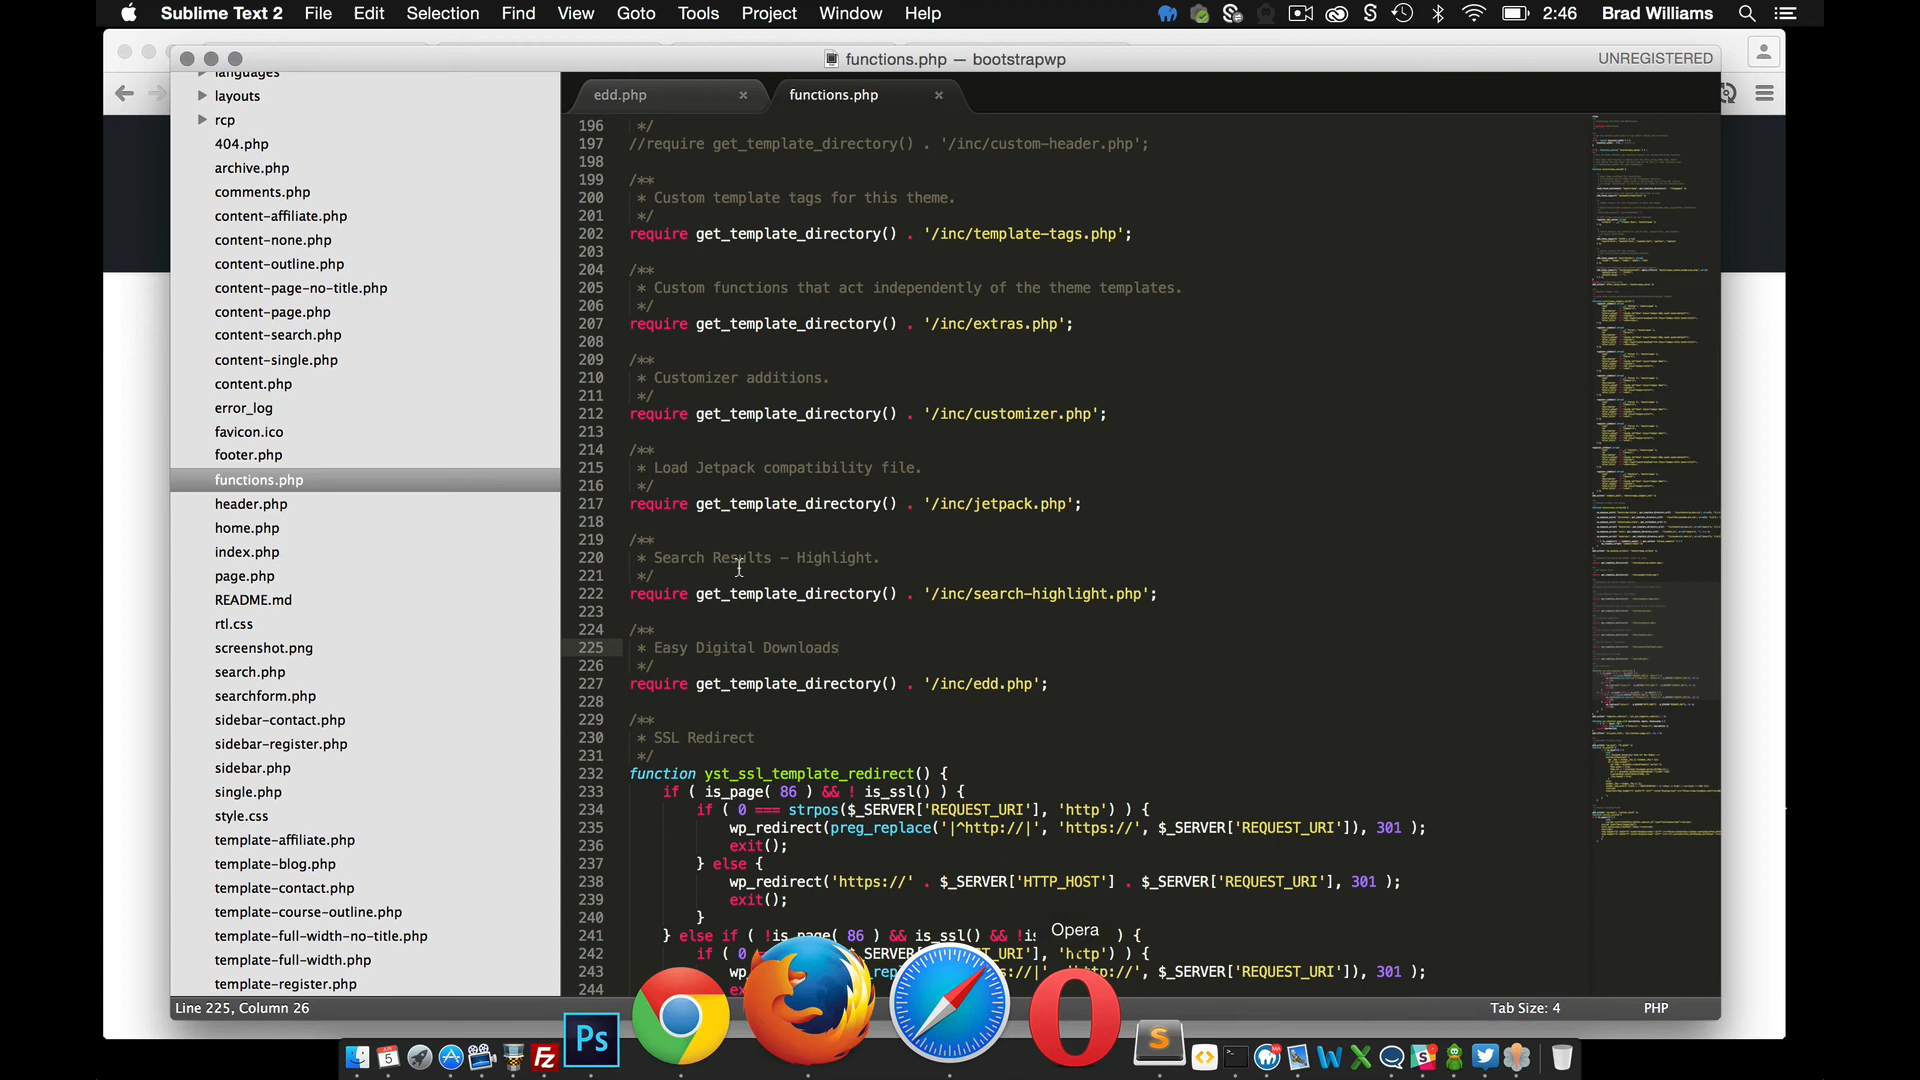 Sublime Text 2 File Edit Selection Find View Goto Tools Project Window Help 2:46 Brad Williams
functions.php — bootstrapwp UNREGISTERED
languages
layouts
rcp
404.php
archive.php
comments.php
content-affiliate.php
content-none.php
content-outline.php
content-page-no-title.php
content-page.php
content-search.php
content-single.php
content.php
error_log
favicon.ico
footer.php
functions.php
header.php
home.php
index.php
page.php
README.md
rtl.css
screenshot.png
search.php
searchform.php
sidebar-contact.php
sidebar-register.php
sidebar.php
single.php
style.css
template-affiliate.php
template-blog.php
template-contact.php
template-course-outline.php
template-full-width-no-title.php
template-full-width.php
template-register.php
edd.php × functions.php ×
196 */
197 //require get_template_directory() . '/inc/custom-header.php';
198
199 /**
200 * Custom template tags for this theme.
201 */
202 require get_template_directory() . '/inc/template-tags.php';
203
204 /**
205 * Custom functions that act independently of the theme templates.
206 */
207 require get_template_directory() . '/inc/extras.php';
208
209 /**
210 * Customizer additions.
211 */
212 require get_template_directory() . '/inc/customizer.php';
213
214 /**
215 * Load Jetpack compatibility file.
216 */
217 require get_template_directory() . '/inc/jetpack.php';
218
219 /**
220 * Search Results - Highlight.
221 */
222 require get_template_directory() . '/inc/search-highlight.php';
223
224 /**
225 * Easy Digital Downloads
226 */
227 require get_template_directory() . '/inc/edd.php';
228
229 /**
230 * SSL Redirect
231 */
232 function yst_ssl_template_redirect() {
233 if ( is_page( 86 ) && ! is_ssl() ) {
234 if ( 0 === strpos($_SERVER['REQUEST_URI'], 'http') ) {
235 wp_redirect(preg_replace('|^http://|', 'https://', $_SERVER['REQUEST_URI']), 301 );
236 exit();
237 } else {
238 wp_redirect('https://' . $_SERVER['HTTP_HOST'] . $_SERVER['REQUEST_URI'], 301 );
239 exit();
240 }
241 } else if ( !is_page( 86 ) && is_ssl() && !is ) {
242 if ( 0 $_SERVER['REQUEST_URI'], 'http') ) {
243 $_SERVER['REQUEST_URI']), 301 );
244
Opera
Line 225, Column 26 Tab Size: 4 PHP
Ps
5
Fz
S
W
X